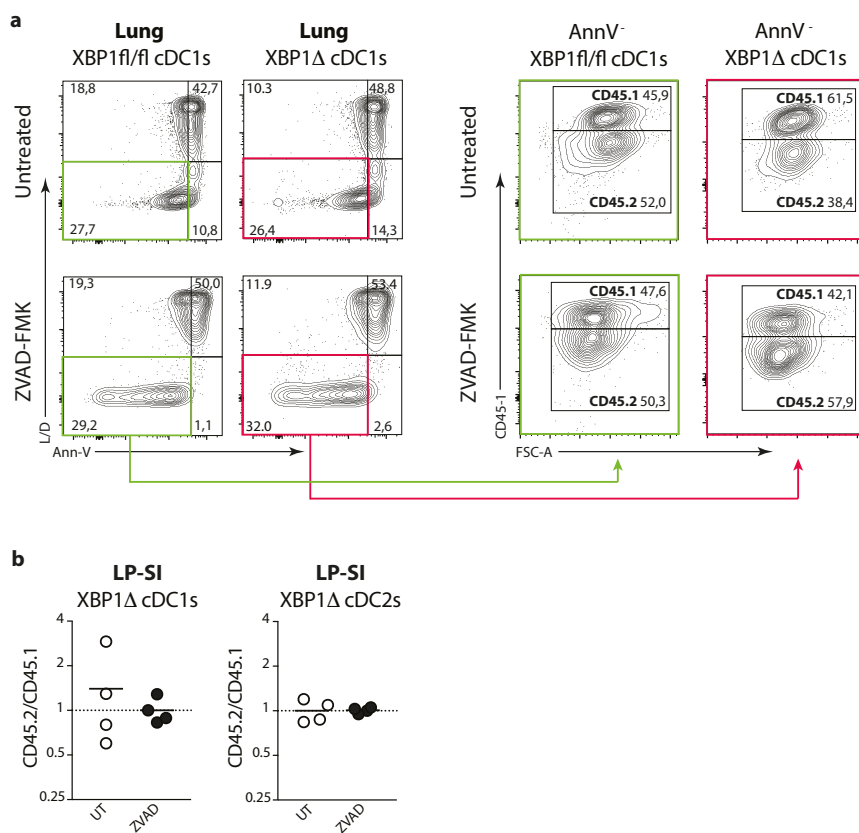 a
Lung
XBP1fl/fl cDC1s
Lung
XBP1Δ cDC1s
AnnV-
XBP1fl/fl cDC1s
AnnV-
XBP1Δ cDC1s
Untreated
18,8
42,7
27,7
10,8
10.3
48,8
26,4
14,3
Untreated
CD45.1 45,9
CD45.2 52,0
CD45.1 61,5
CD45.2 38,4
ZVAD-FMK
19,3
50,0
29,2
1,1
11.9
53.4
32.0
2,6
ZVAD-FMK
CD45.1 47,6
CD45.2 50,3
CD45.1 42,1
CD45.2 57,9
L/D
Ann-V
CD45-1
FSC-A
b
LP-SI
XBP1Δ cDC1s
CD45.2/CD45.1
4
2
1
0.5
0.25
UT
ZVAD
LP-SI
XBP1Δ cDC2s
CD45.2/CD45.1
4
2
1
0.5
0.25
UT
ZVAD